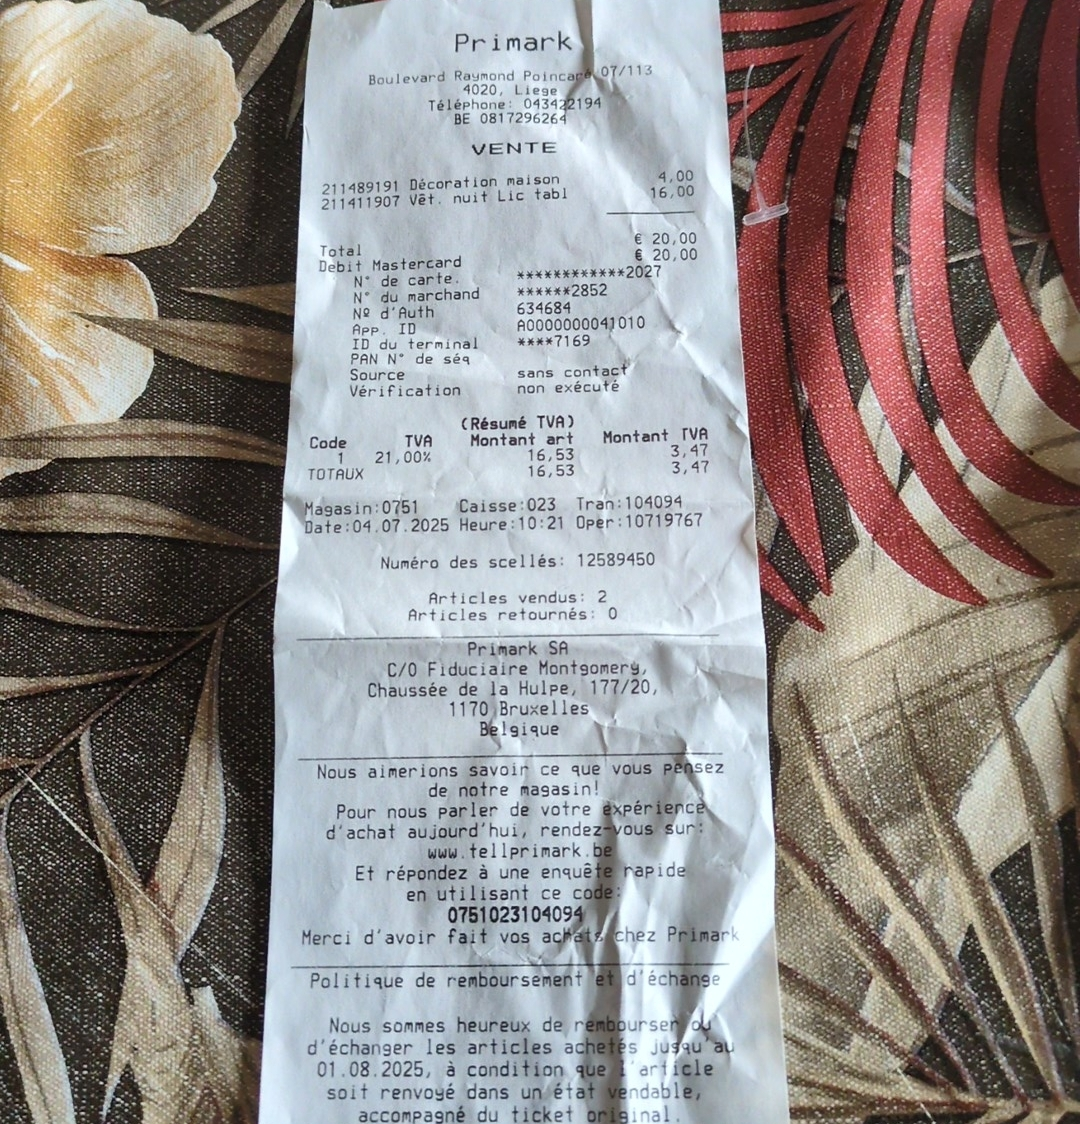 Primark
Boulevard Raymond Poincaré 07/113
4020, Liege
Téléphone: 043422194
BE 0817296264
VENTE
211489191 Décoration maison 4,00
211411907 Vêt. nuit Lic tabl 16,00
Total € 20,00
Debit Mastercard € 20,00
N° de carte. ************2027
N° du marchand ******2852
Nº d'Auth 634684
App. ID A0000000041010
ID du terminal ****7169
PAN N° de séq
Source sans contact
Vérification non exécuté
(Résumé TVA)
Code TVA Montant art Montant TVA
1 21,00% 16,53 3,47
TOTAUX 16,53 3,47
Magasin:0751 Caisse:023 Tran:104094
Date:04.07.2025 Heure:10:21 Oper:10719767
Numéro des scellés: 12589450
Articles vendus: 2
Articles retournés: 0
Primark SA
C/O Fiduciaire Montgomery,
Chaussée de la Hulpe, 177/20,
1170 Bruxelles
Belgique
Nous aimerions savoir ce que vous pensez
de notre magasin!
Pour nous parler de votre expérience
d'achat aujourd'hui, rendez-vous sur:
www.tellprimark.be
Et répondez à une enquête rapide
en utilisant ce code:
0751023104094
Merci d'avoir fait vos achats chez Primark
Politique de remboursement et d'échange
Nous sommes heureux de rembourser ou
d'échanger les articles achetés jusqu'au
01.08.2025, à condition que l'article
soit renvoyé dans un état vendable,
accompagné du ticket original.